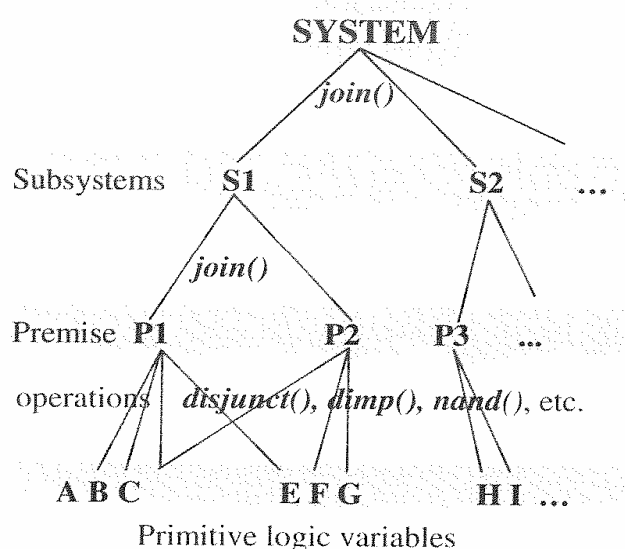 SYSTEM
join()
Subsystems S1 S2 ...
join()
Premise P1 P2 P3 ...
operations disjunct(), dimp(), nand(), etc.
A B C E F G H I ...
Primitive logic variables